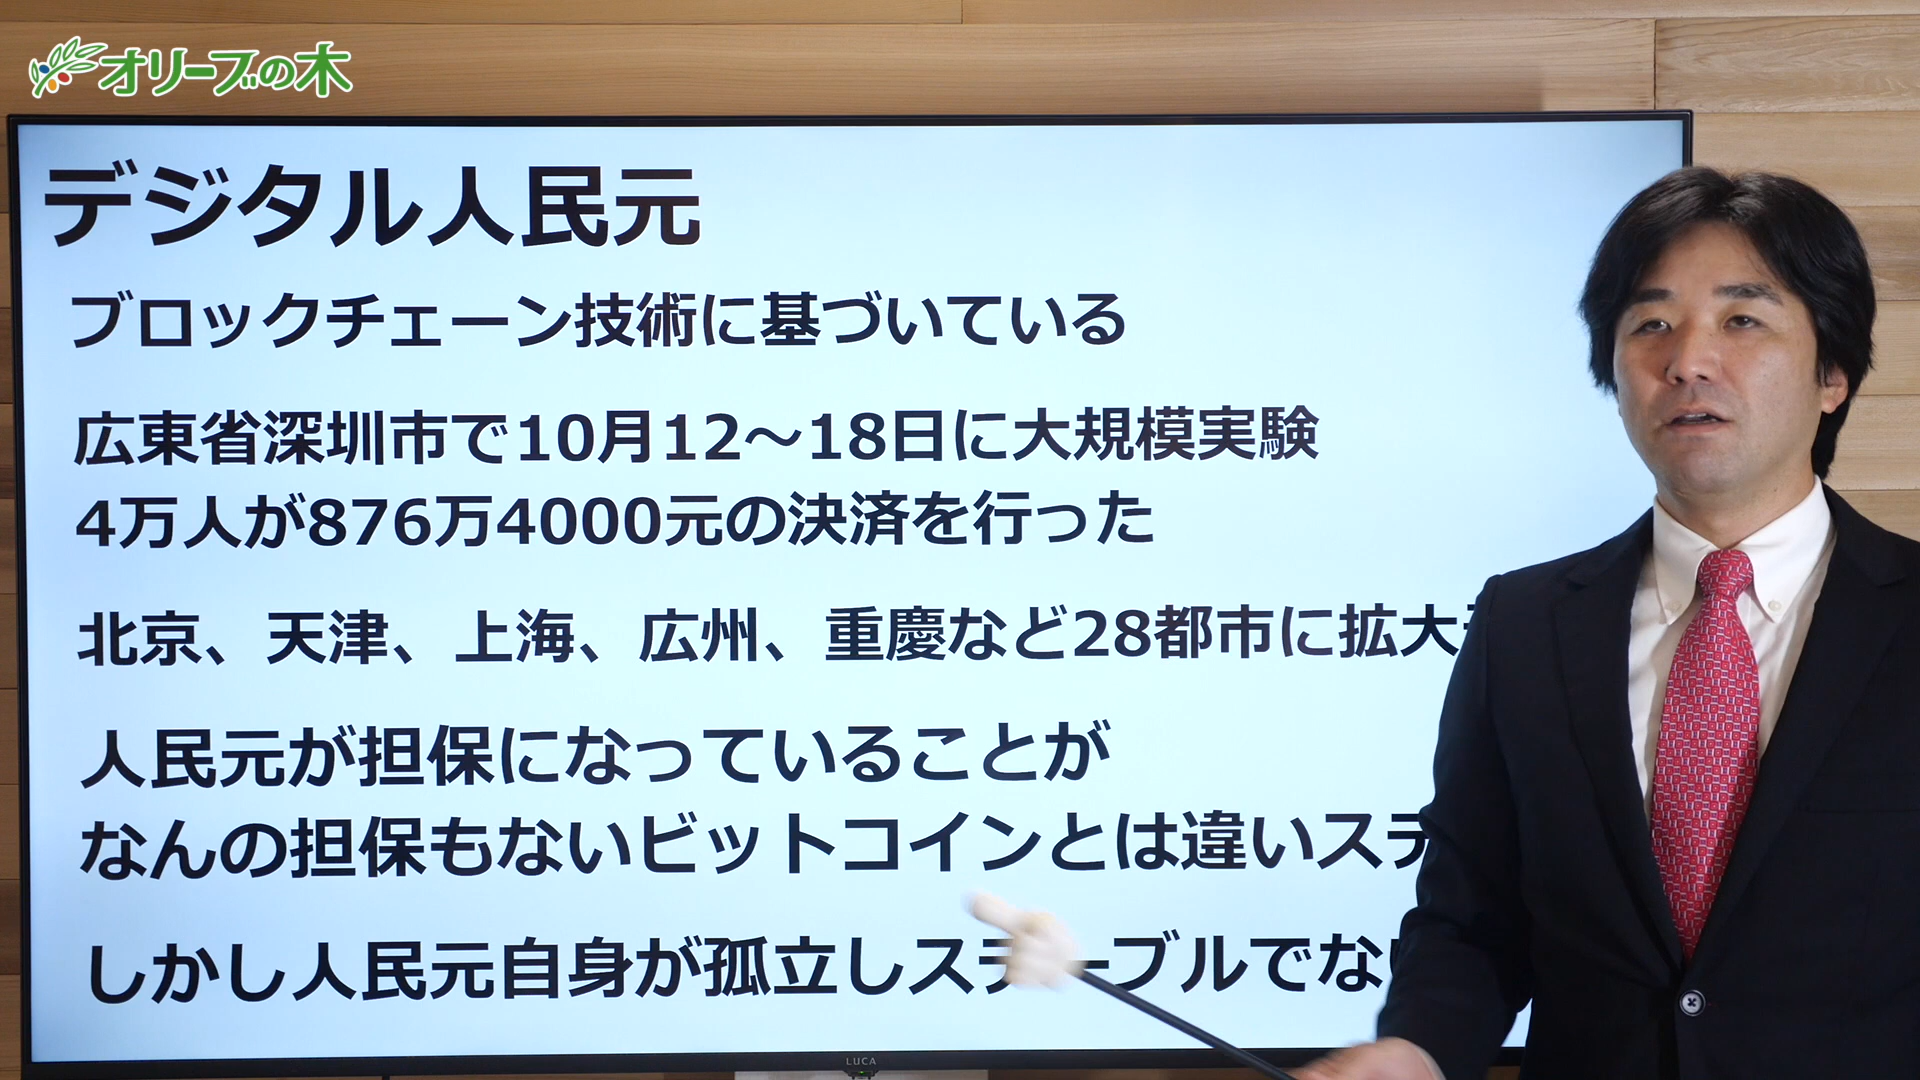 オリーブの木
デジタル人民元
ブロックチェーン技術に基づいている
広東省深圳市で10月12～18日に大規模実験
4万人が876万4000元の決済を行った
北京、天津、上海、広州、重慶など28都市に拡大
人民元が担保になっていることが
なんの担保もないビットコインとは違いステ
しかし人民元自身が孤立しステーブルでない
LUCA